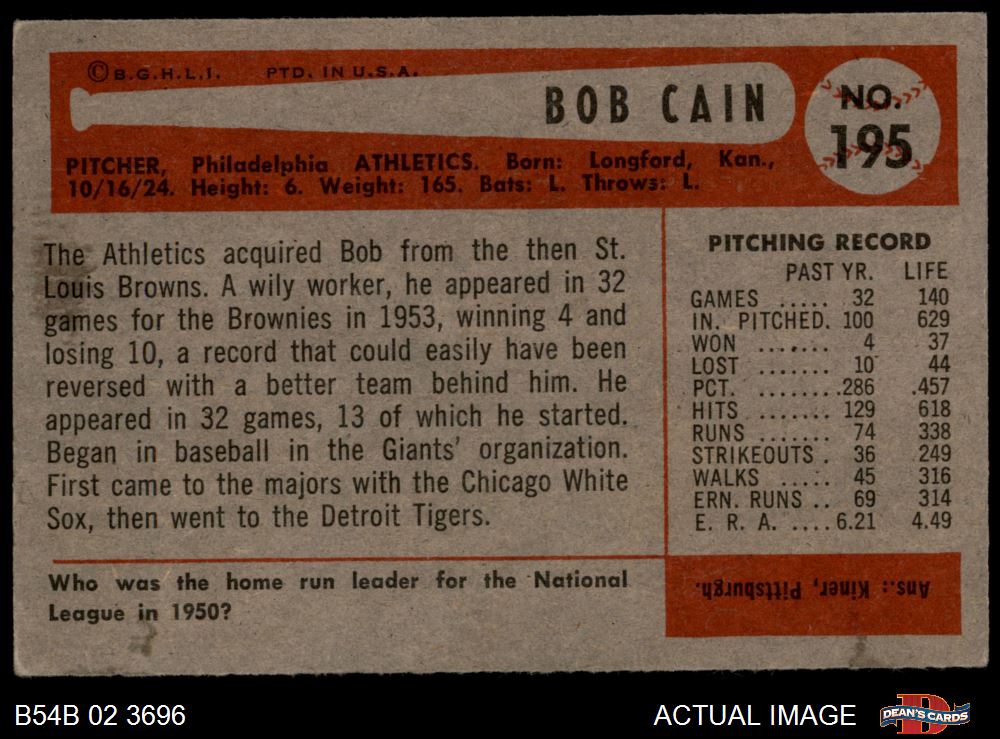 ©B.G.H.L.I. PTD. IN U.S.A.
BOB CAIN
NO.
195
PITCHER, Philadelphia ATHLETICS. Born: Longford, Kan.,
10/16/24. Height: 6. Weight: 165. Bats: L. Throws: L.
The Athletics acquired Bob from the then St.
Louis Browns. A wily worker, he appeared in 32
games for the Brownies in 1953, winning 4 and
losing 10, a record that could easily have been
reversed with a better team behind him. He
appeared in 32 games, 13 of which he started.
Began in baseball in the Giants' organization.
First came to the majors with the Chicago White
Sox, then went to the Detroit Tigers.
PITCHING RECORD
PAST YR. LIFE
GAMES ..... 32 140
IN. PITCHED. 100 629
WON ....... 4 37
LOST ....... 10 44
PCT. ........ .286 .457
HITS ....... 129 618
RUNS ....... 74 338
STRIKEOUTS . 36 249
WALKS ..... 45 316
ERN. RUNS .. 69 314
E. R. A. .... 6.21 4.49
Who was the home run leader for the National
League in 1950?
Ans.: Kiner, Pittsburgh.
B54B 02 3696
ACTUAL IMAGE
DEAN'S CARDS